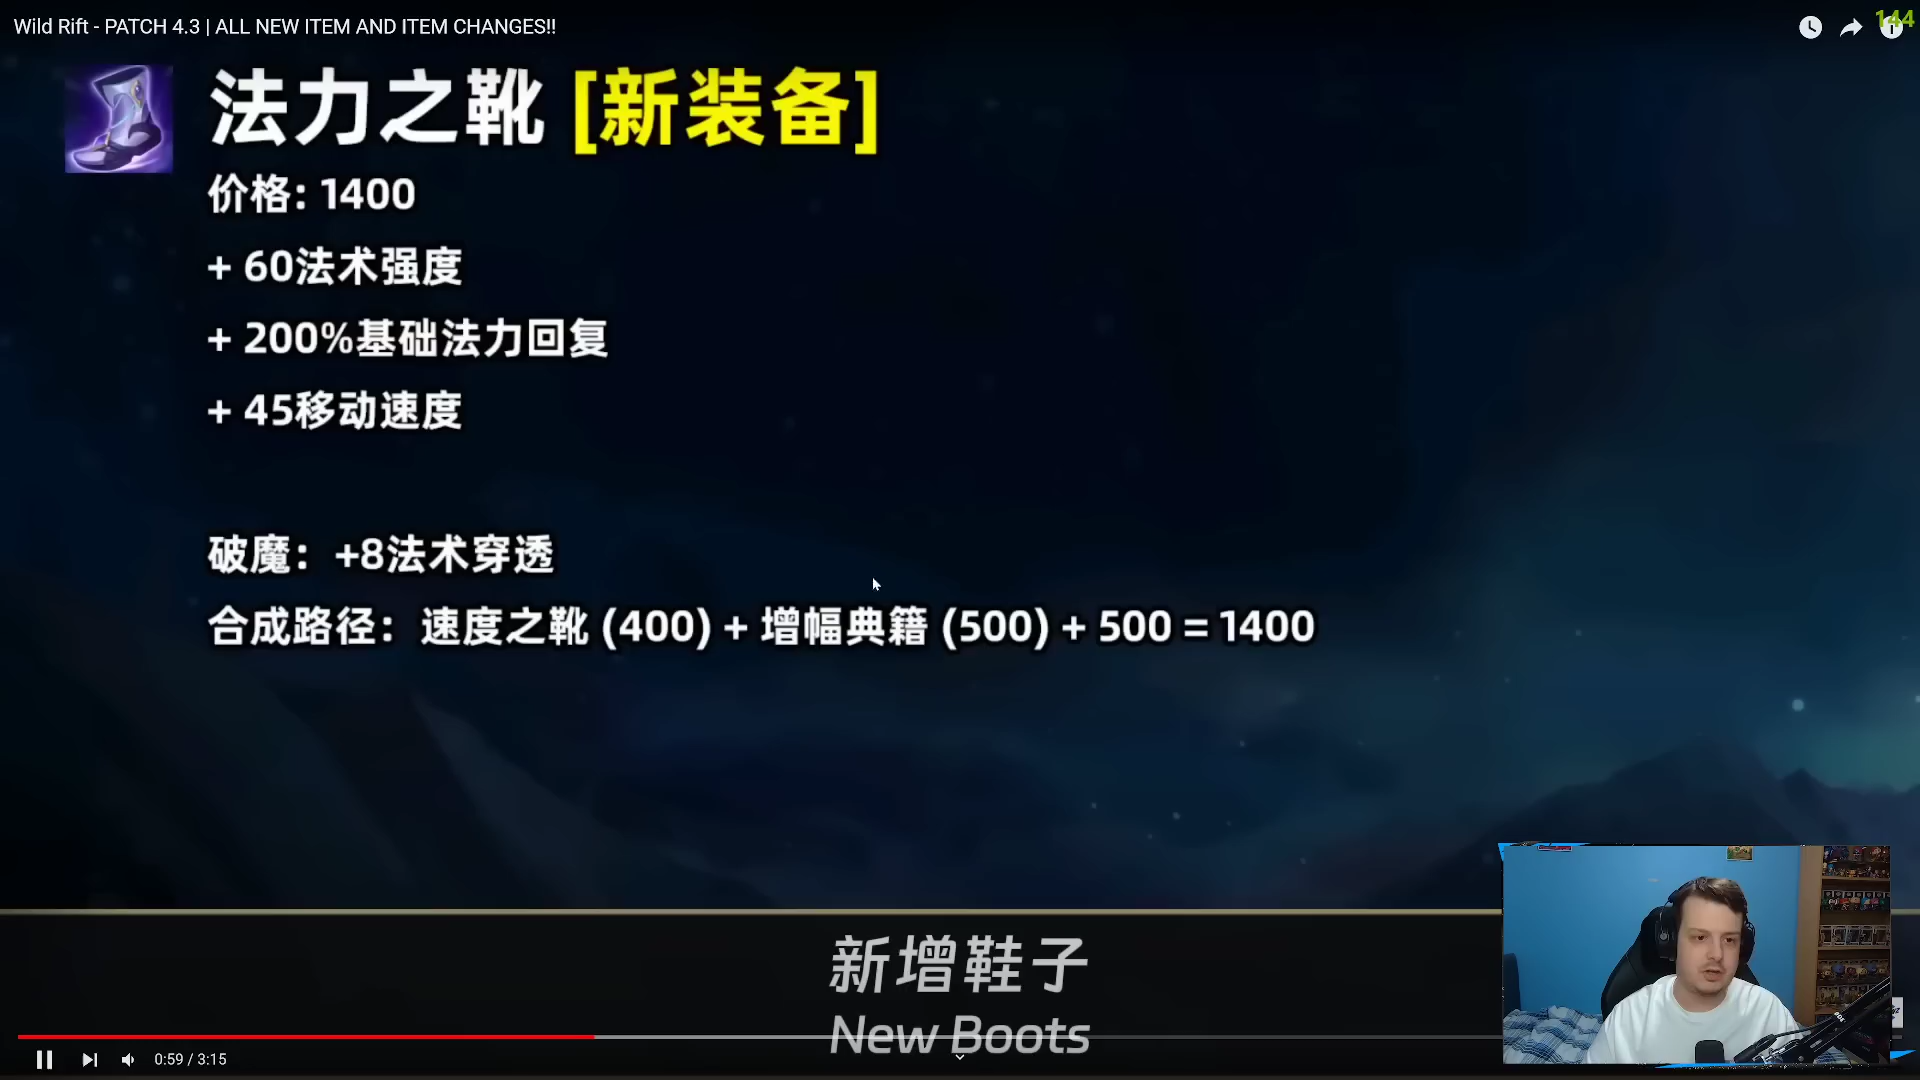 Wild Rift - PATCH 4.3 | ALL NEW ITEM AND ITEM CHANGES!!
144
法力之靴 [新装备]
价格: 1400
+ 60法术强度
+ 200%基础法力回复
+ 45移动速度
破魔：+8法术穿透
合成路径：速度之靴 (400) + 增幅典籍 (500) + 500 = 1400
新增鞋子
New Boots
0:59 / 3:15